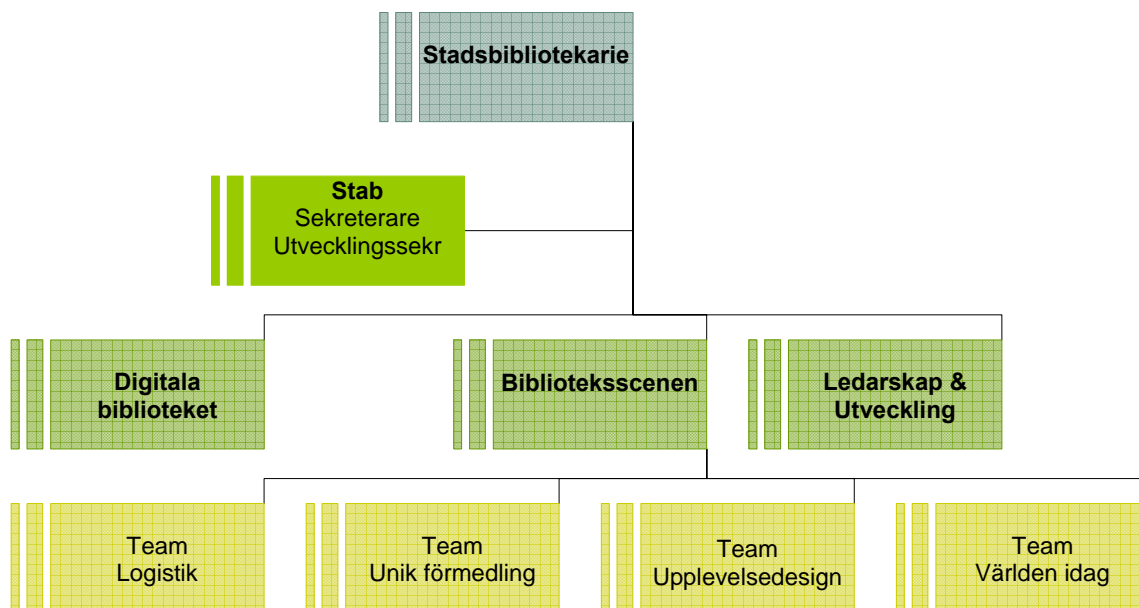 Stadsbibliotekarie
Stab
Sekreterare
Utvecklingssekr
Digitala
biblioteket
Biblioteksscenen
Ledarskap &
Utveckling
Team
Logistik
Team
Unik förmedling
Team
Upplevelsedesign
Team
Världen idag